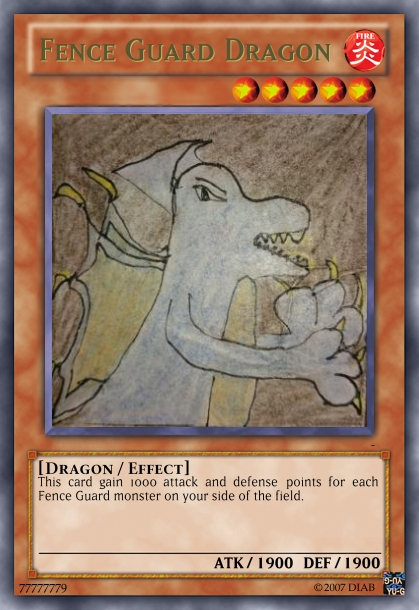 FENCE GUARD DRAGON
FIRE
炎
[DRAGON / EFFECT]
This card gain 1000 attack and defense points for each
Fence Guard monster on your side of the field.
ATK / 1900 DEF / 1900
77777779
©2007 DIAB